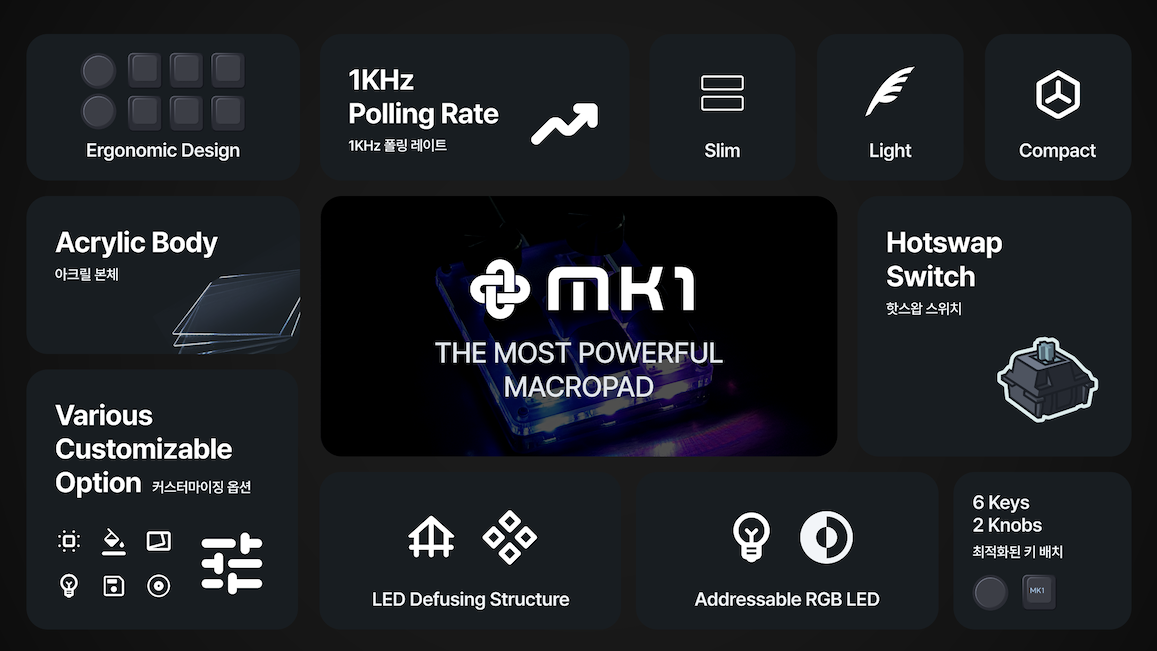 Ergonomic Design
1KHz
Polling Rate
1KHz 폴링 레이트
Slim
Light
Compact
Acrylic Body
아크릴 본체
mk1
THE MOST POWERFUL
MACROPAD
Hotswap
Switch
핫스왑 스위치
Various
Customizable
Option 커스터마이징 옵션
LED Defusing Structure
Addressable RGB LED
6 Keys
2 Knobs
최적화된 키 배치
MK1